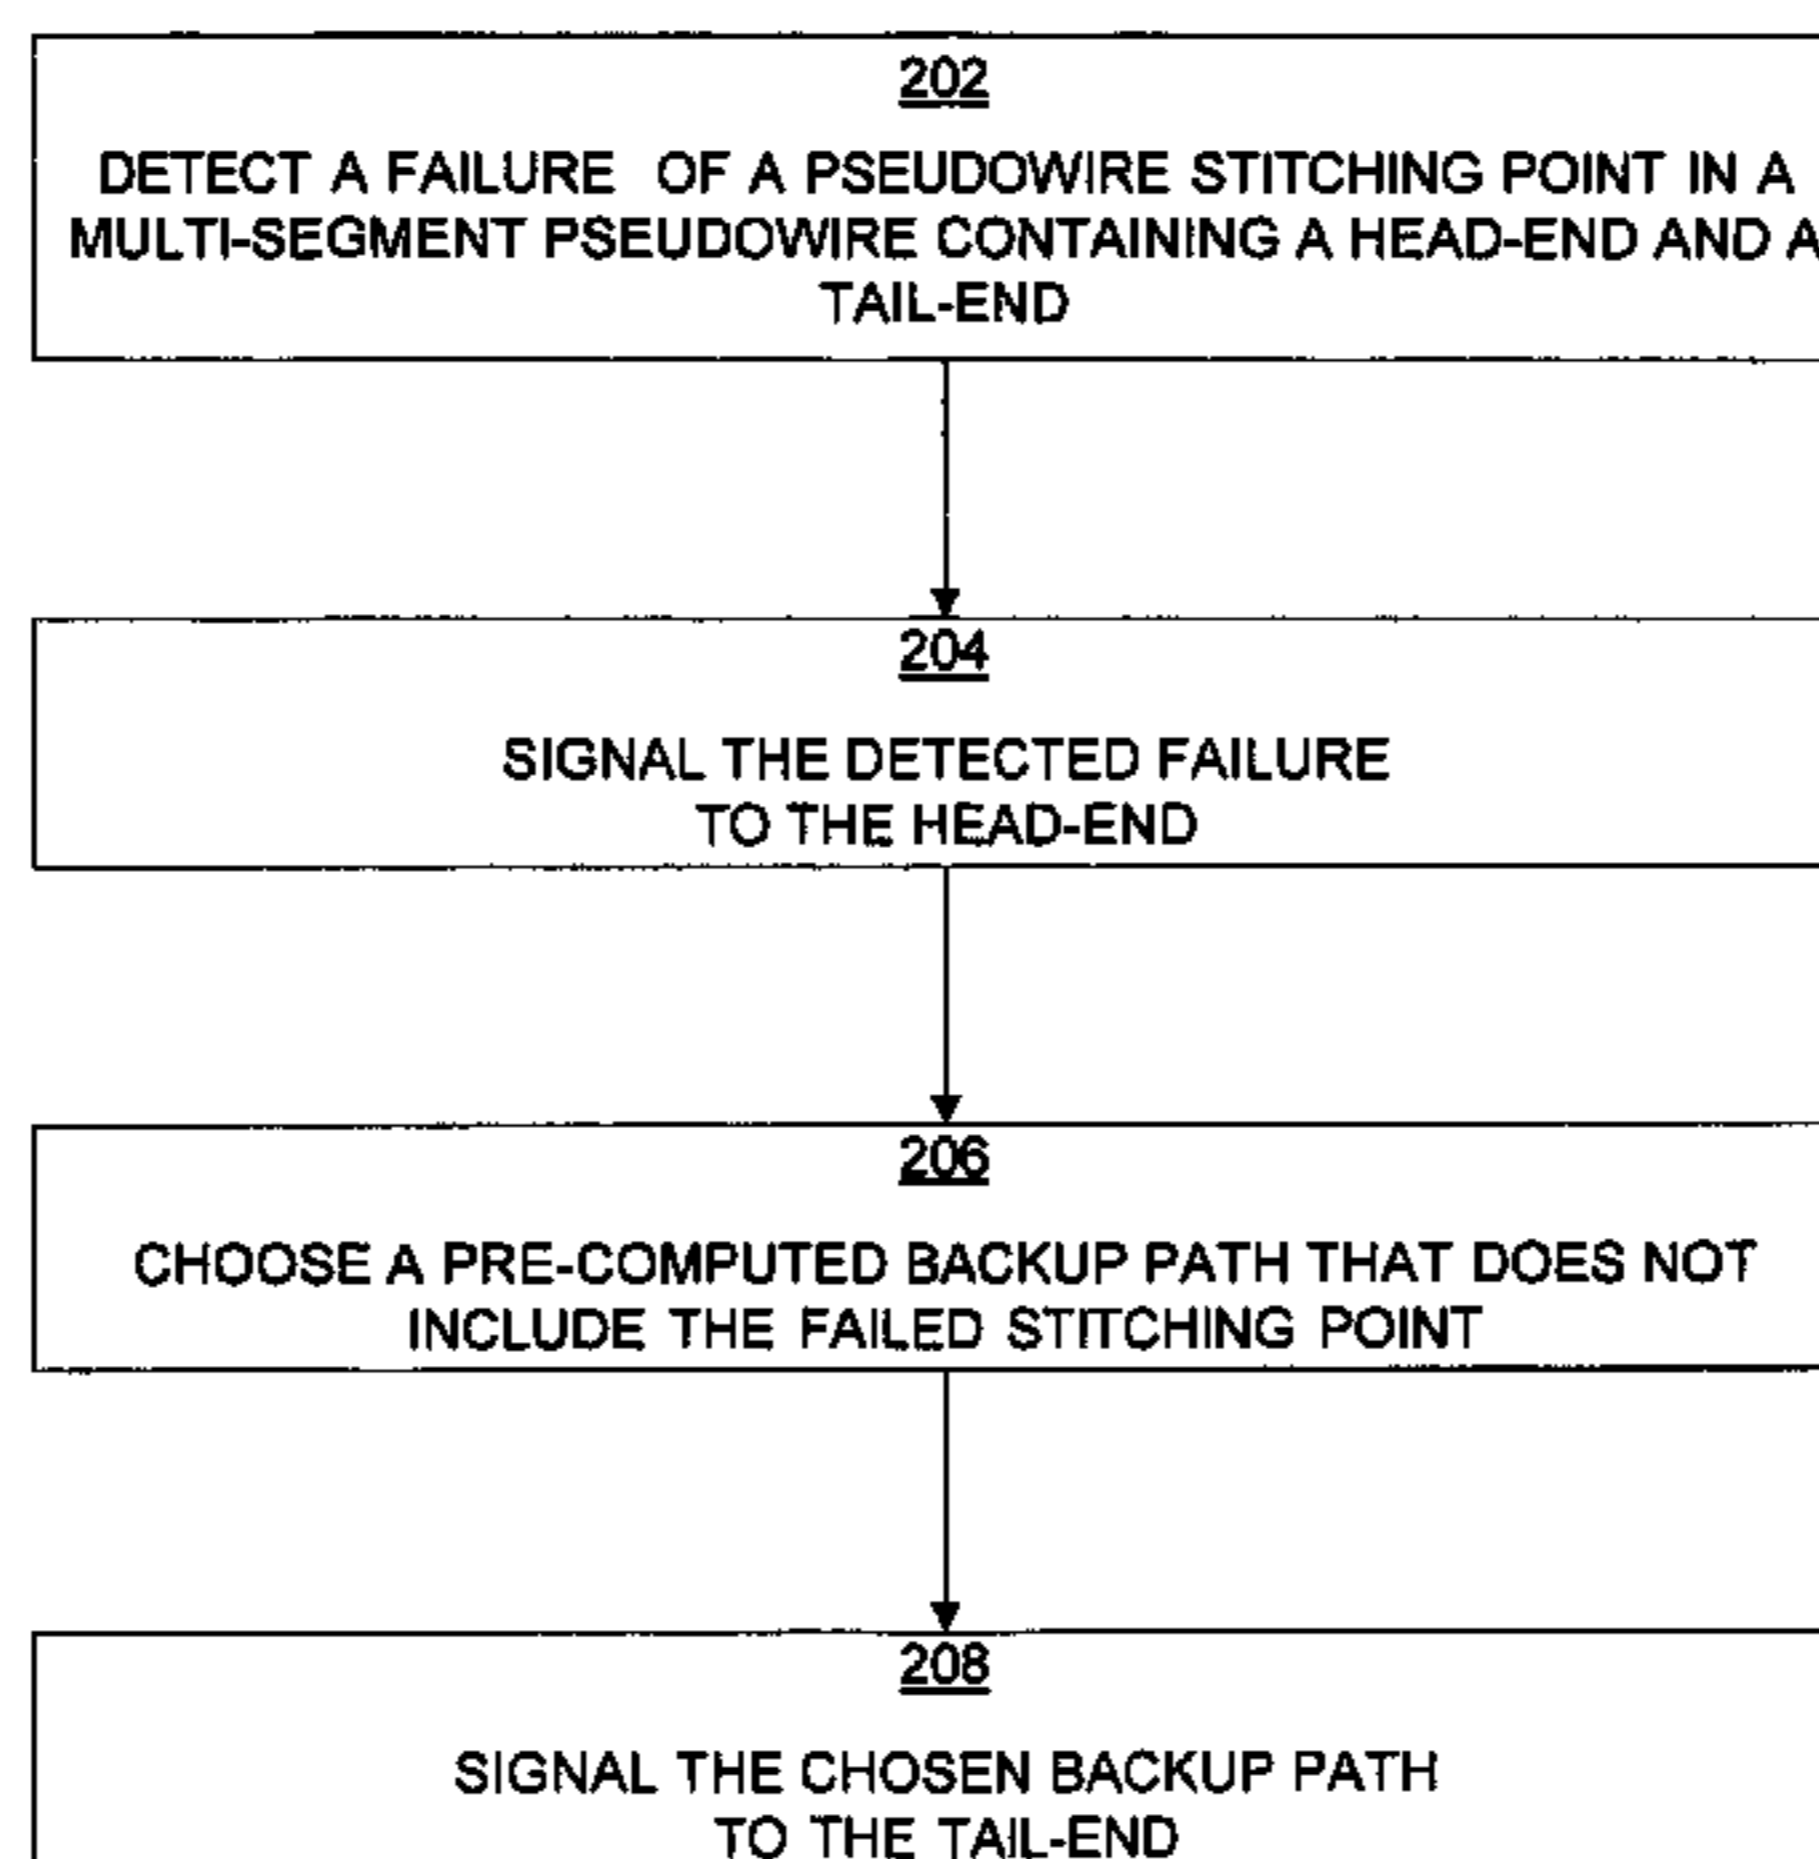 202
DETECT A FAILURE OF A PSEUDOWIRE STITCHING POINT IN A
MULTI-SEGMENT PSEUDOWIRE CONTAINING A HEAD-END AND A
TAIL-END
204
SIGNAL THE DETECTED FAILURE
TO THE HEAD-END
206
CHOOSE A PRE-COMPUTED BACKUP PATH THAT DOES NOT
INCLUDE THE FAILED STITCHING POINT
208
SIGNAL THE CHOSEN BACKUP PATH
TO THE TAIL-END